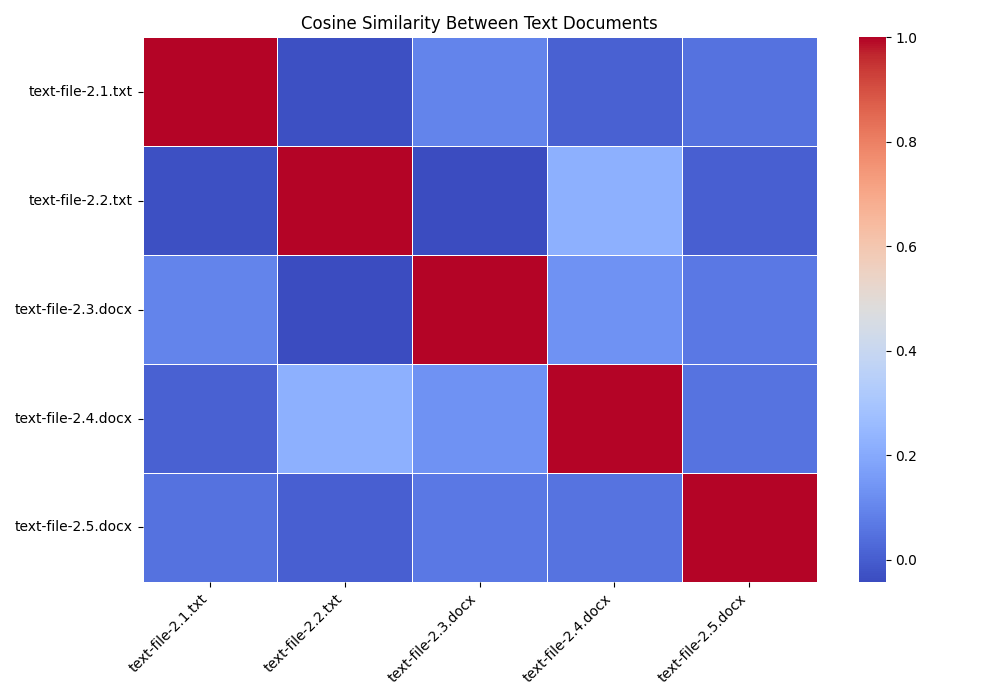 Cosine Similarity Between Text Documents
text-file-2.1.txt
text-file-2.2.txt
text-file-2.3.docx
text-file-2.4.docx
text-file-2.5.docx
text-file-2.1.txt
text-file-2.2.txt
text-file-2.3.docx
text-file-2.4.docx
text-file-2.5.docx
1.0
0.8
0.6
0.4
0.2
0.0